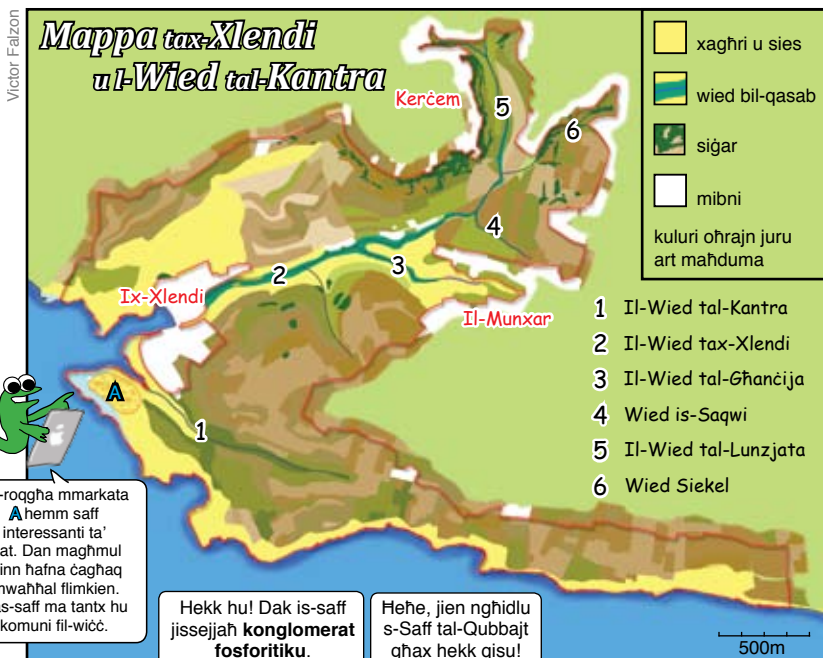 Victor Falzon
Mappa tax-Xlendi
u l-Wied tal-Kantra
Kerċem
5
6
4
3
2
Ix-Xlendi
Il-Munxar
A
1
xagħri u sies
wied bil-qasab
siġar
mibni
kuluri oħrajn juru
art maħduma
1 Il-Wied tal-Kantra
2 Il-Wied tax-Xlendi
3 Il-Wied tal-Għanċija
4 Wied is-Saqwi
5 Il-Wied tal-Lunzjata
6 Wied Siekel
-roqgħa mmarkata
A hemm saff
interessanti ta'
Dan magħmul
ħafna ċagħaq
flimkien.
s-saff ma tantx hu
komuni fil-wiċċ.
Hekk hu! Dak is-saff
jissejjaħ konglomerat
fosforitiku.
Heħe, jien ngħidlu
s-Saff tal-Qubbajt
għax hekk qisu!
500m